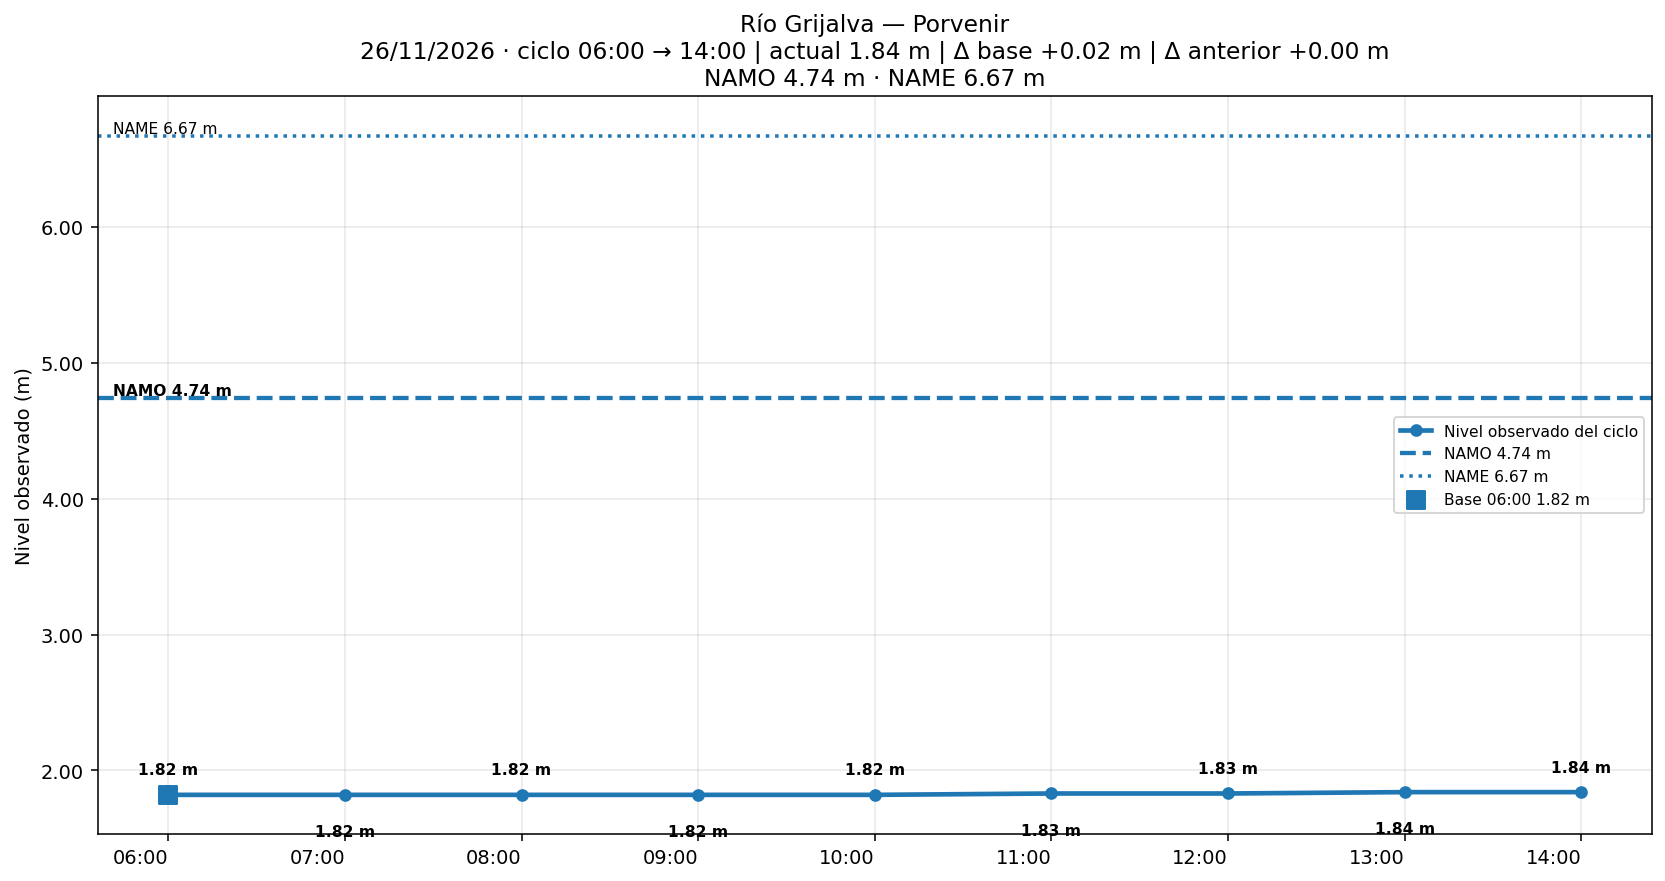 Río Grijalva — Porvenir
26/11/2026 · ciclo 06:00 → 14:00 | actual 1.84 m | Δ base +0.02 m | Δ anterior +0.00 m
NAMO 4.74 m · NAME 6.67 m
NAME 6.67 m
6.00
5.00
NAMO 4.74 m
Nivel observado del ciclo
NAMO 4.74 m
NAME 6.67 m
Base 06:00 1.82 m
4.00
Nivel observado (m)
3.00
2.00
1.82 m
1.82 m
1.82 m
1.83 m
1.84 m
1.82 m
1.82 m
1.83 m
1.84 m
06:00
07:00
08:00
09:00
10:00
11:00
12:00
13:00
14:00